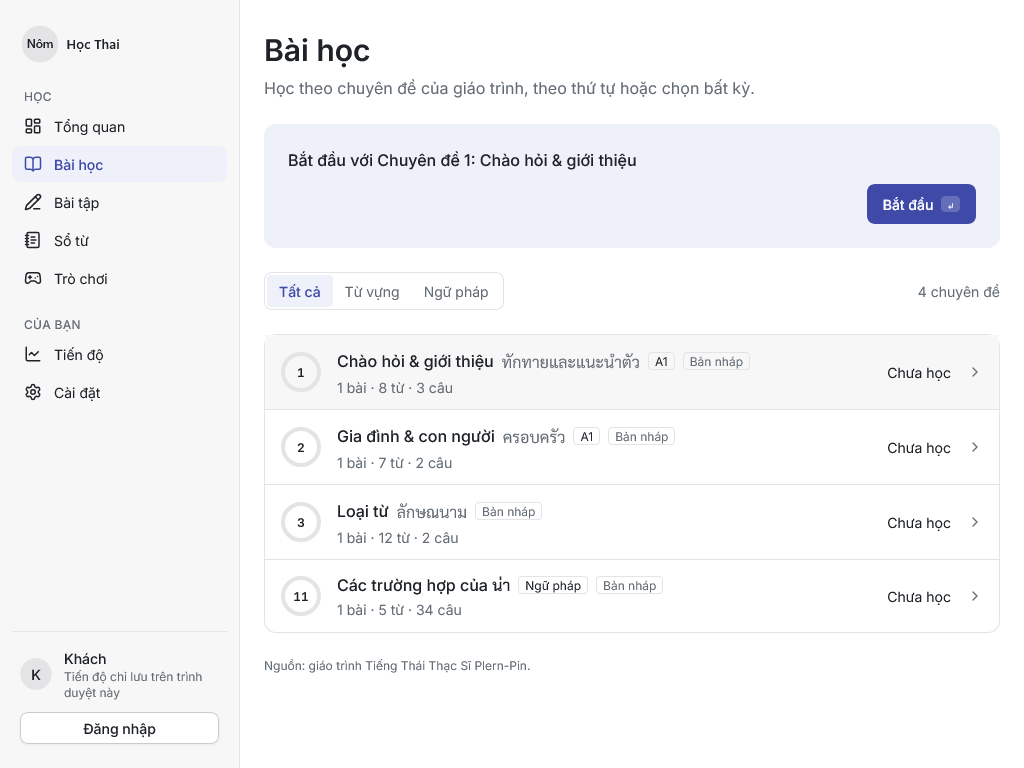 Nôm
Học Thai
HỌC
Tổng quan
Bài học
Bài tập
Sổ từ
Trò chơi
CỦA BẠN
Tiến độ
Cài đặt
K
Khách
Tiến độ chỉ lưu trên trình
duyệt này
Đăng nhập
Bài học
Học theo chuyên đề của giáo trình, theo thứ tự hoặc chọn bất kỳ.
Bắt đầu với Chuyên đề 1: Chào hỏi & giới thiệu
Bắt đầu ↲
Tất cả Từ vựng Ngữ pháp 4 chuyên đề
1 Chào hỏi & giới thiệu ทักทายและแนะนำตัว A1 Bản nháp Chưa học
1 bài · 8 từ · 3 câu
2 Gia đình & con người ครอบครัว A1 Bản nháp Chưa học
1 bài · 7 từ · 2 câu
3 Loại từ ลักษณนาม Bản nháp Chưa học
1 bài · 12 từ · 2 câu
11 Các trường hợp của น่า Ngữ pháp Bản nháp Chưa học
1 bài · 5 từ · 34 câu
Nguồn: giáo trình Tiếng Thái Thạc Sĩ Plern-Pin.